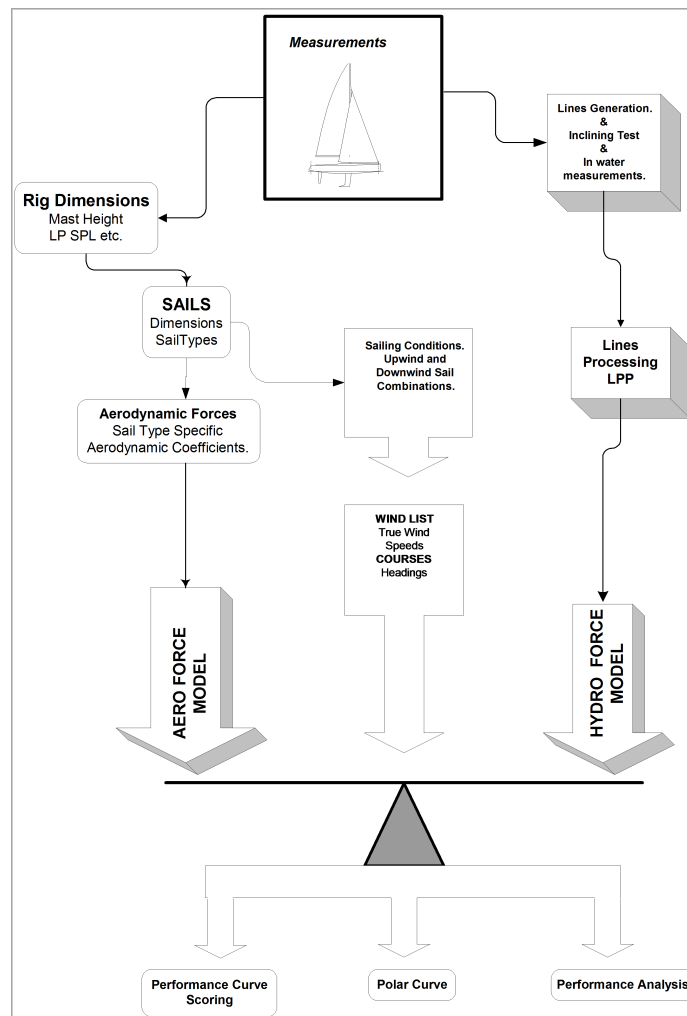 Measurements
Lines Generation.
&
Inclining Test
&
In water
measurements.
Rig Dimensions
Mast Height
LP SPL etc.
SAILS
Dimensions
SailTypes
Sailing Conditions.
Upwind and
Downwind Sail
Combinations.
Lines
Processing
LPP
Aerodynamic Forces
Sail Type Specific
Aerodynamic Coefficients.
WIND LIST
True Wind
Speeds
COURSES
Headings
AERO FORCE
MODEL
HYDRO FORCE
MODEL
Performance Curve
Scoring
Polar Curve
Performance Analysis